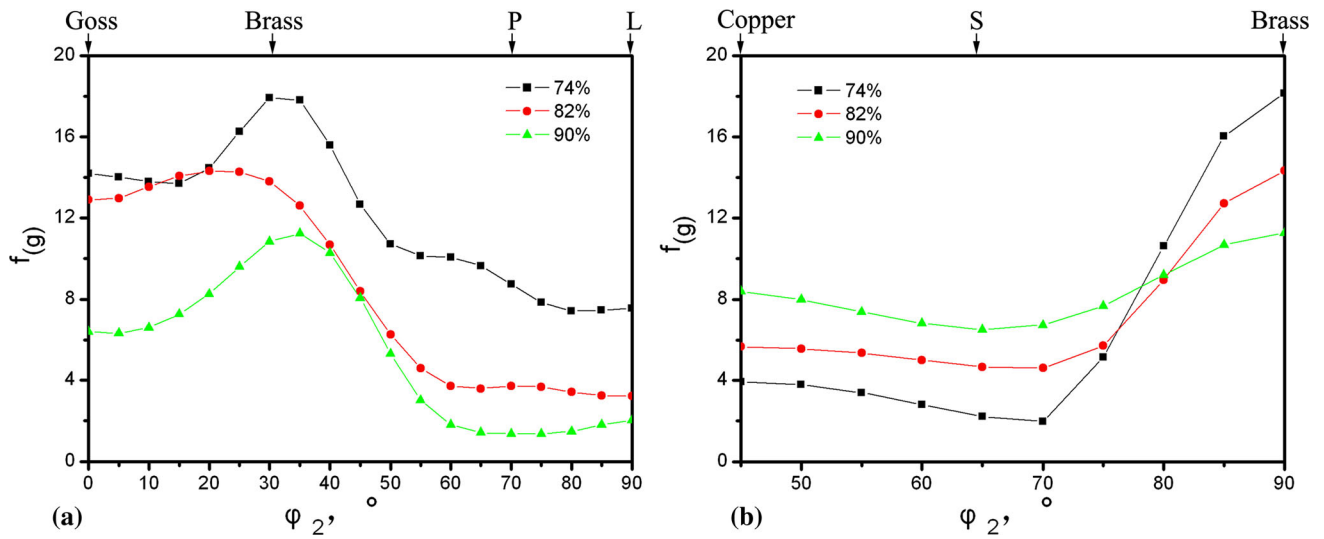 Goss Brass P L
20
16
12
8
4
0
f(g)
74%
82%
90%
0 10 20 30 40 50 60 70 80 90
(a)
φ 2, °
Copper S Brass
20
16
12
8
4
0
f(g)
74%
82%
90%
50 60 70 80 90
(b)
φ 2, °